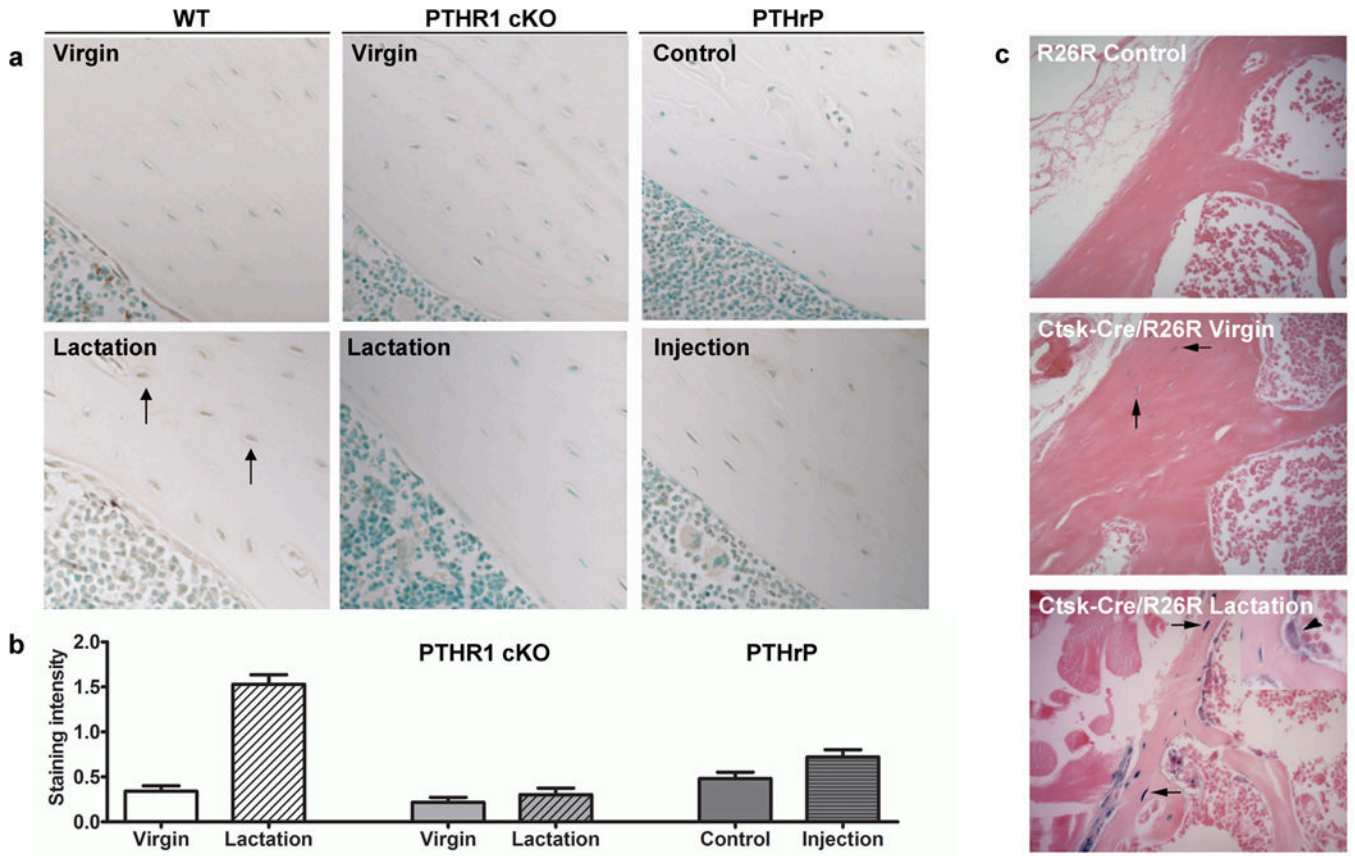 WT PTHR1 cKO PTHrP
a
Virgin Virgin Control
Lactation Lactation Injection
b
2.0
1.5
1.0
0.5
0.0
Staining intensity
PTHR1 cKO PTHrP
Virgin Lactation Virgin Lactation Control Injection
c
R26R Control
Ctsk-Cre/R26R Virgin
Ctsk-Cre/R26R Lactation